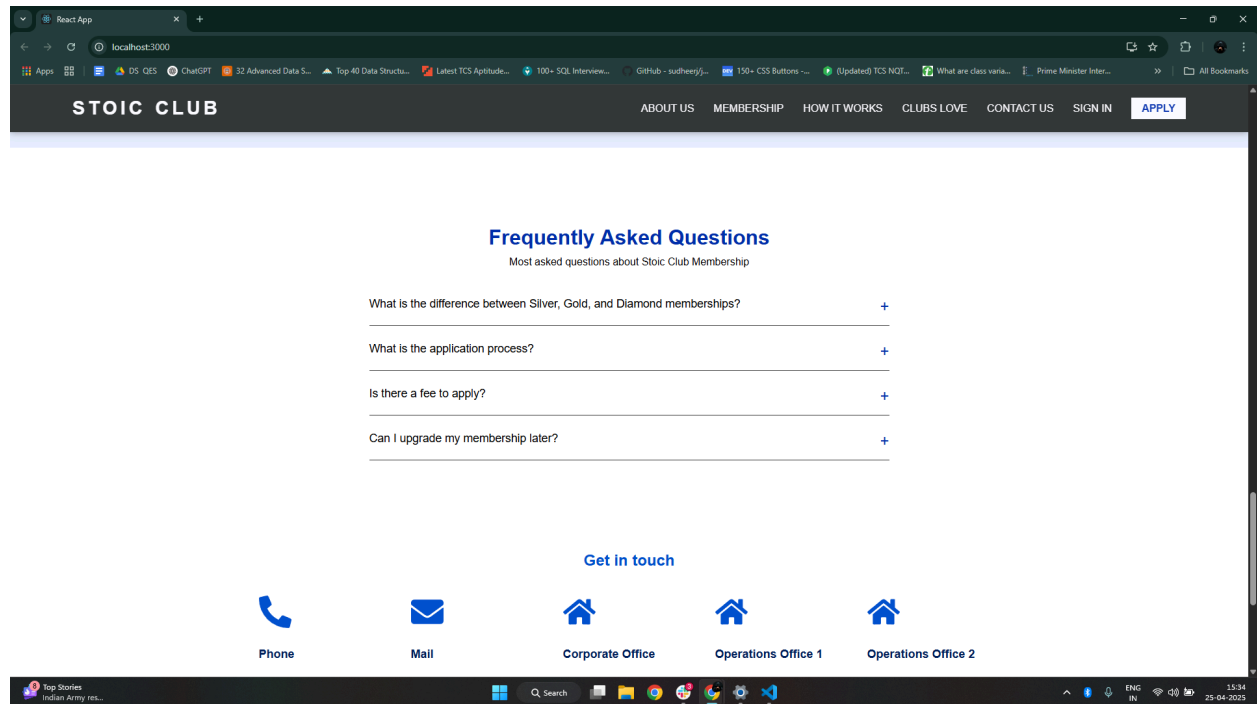 React App
localhost:3000
Apps DS QES ChatGPT 32 Advanced Data S... Top 40 Data Structu... Latest TCS Aptitude... 100+ SQL Interview... GitHub - sudheerj/j... 150+ CSS Buttons -... (Updated) TCS NQT... What are class varia... Prime Minister Inter... » All Bookmarks
STOIC CLUB ABOUT US MEMBERSHIP HOW IT WORKS CLUBS LOVE CONTACT US SIGN IN APPLY
Frequently Asked Questions
Most asked questions about Stoic Club Membership
What is the difference between Silver, Gold, and Diamond memberships? +
What is the application process? +
Is there a fee to apply? +
Can I upgrade my membership later? +
Get in touch
Phone Mail Corporate Office Operations Office 1 Operations Office 2
Top Stories
Indian Army res...
Search
ENG
IN
15:34
25-04-2025